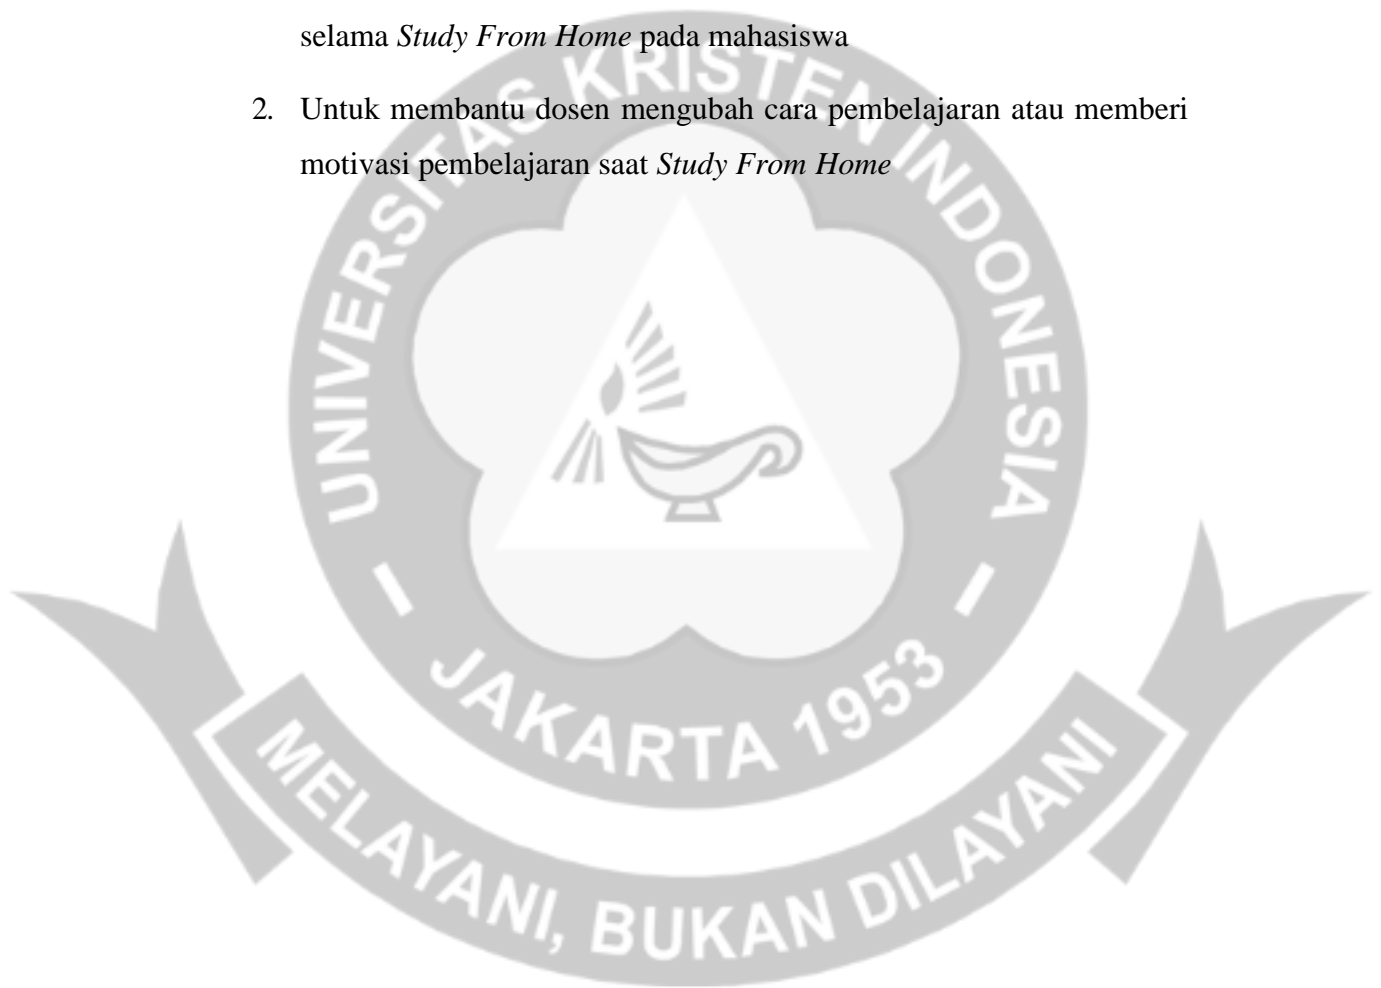 selama Study From Home pada mahasiswa
2. Untuk membantu dosen mengubah cara pembelajaran atau memberi
motivasi pembelajaran saat Study From Home
UNIVERSITAS KRISTEN INDONESIA
JAKARTA 1953
MELAYANI, BUKAN DILAYANI